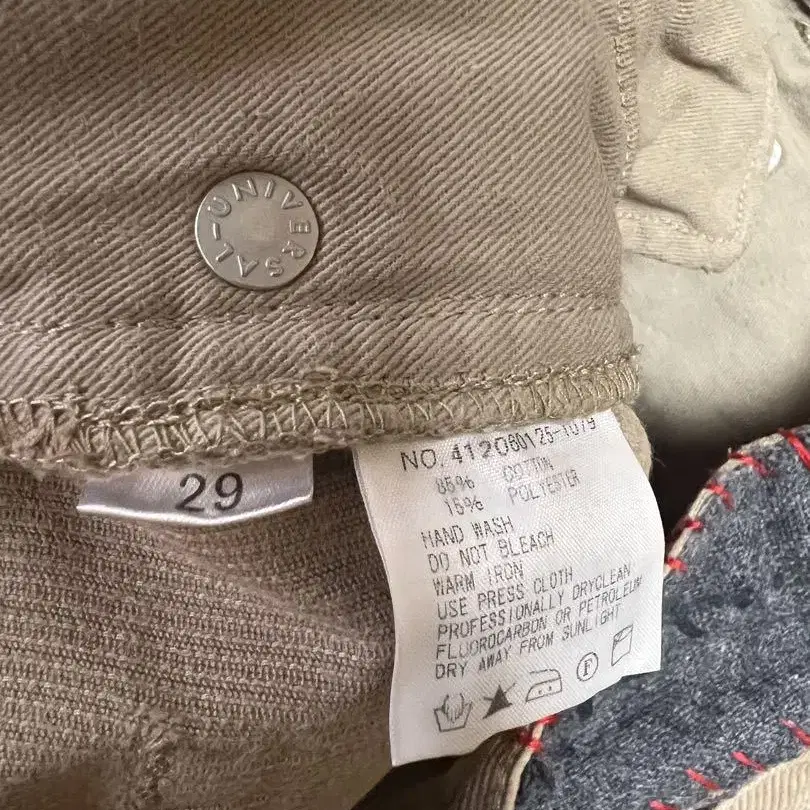 UNIVERSAL
29
NO. 412080125-1079
85% COTTON
15% POLYESTER
HAND WASH
DO NOT BLEACH
WARM IRON
USE PRESS CLOTH
PROFESSIONALLY DRYCLEAN
FLUOROCARBON OR PETROLEUM
DRY AWAY FROM SUNLIGHT
F